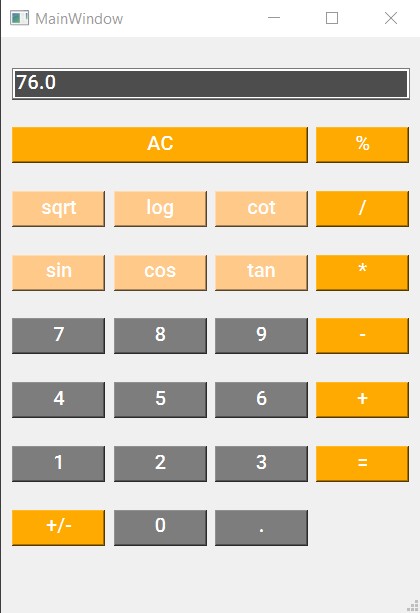 MainWindow
76.0
AC %
sqrt log cot /
sin cos tan *
7 8 9 -
4 5 6 +
1 2 3 =
+/- 0 .